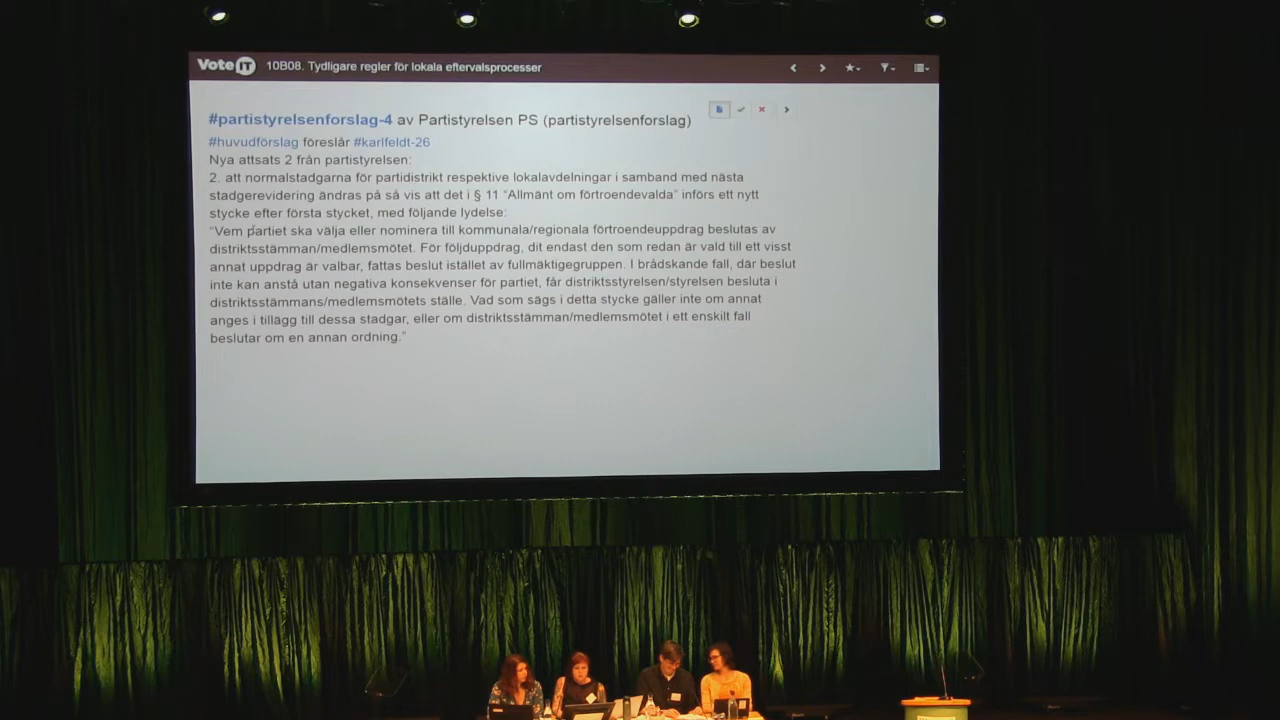 VoteIT 10B08. Tydligare regler för lokala eftervalsprocesser
#partistyrelsenforslag-4 av Partistyrelsen PS (partistyrelsenforslag)
#huvudförslag föreslår #karlfeldt-26
Nya attsats 2 från partistyrelsen:
2. att normalstadgarna för partidistrikt respektive lokalavdelningar i samband med nästa
stadgerevidering ändras på så vis att det i § 11 "Allmänt om förtroendevalda" införs ett nytt
stycke efter första stycket, med följande lydelse:
"Vem partiet ska välja eller nominera till kommunala/regionala förtroendeuppdrag beslutas av
distriktsstämman/medlemsmötet. För följduppdrag, dit endast den som redan är vald till ett visst
annat uppdrag är valbar, fattas beslut istället av fullmäktigegruppen. I brådskande fall, där beslut
inte kan anstå utan negativa konsekvenser för partiet, får distriktsstyrelsen/styrelsen besluta i
distriktsstämmans/medlemsmötets ställe. Vad som sägs i detta stycke gäller inte om annat
anges i tillägg till dessa stadgar, eller om distriktsstämman/medlemsmötet i ett enskilt fall
beslutar om en annan ordning."